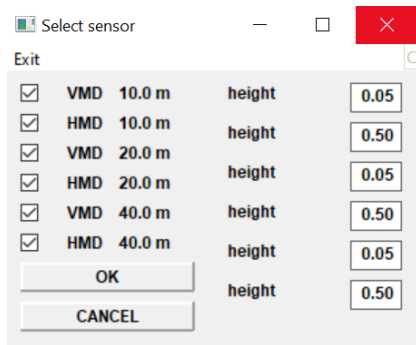 Select sensor
Exit
VMD 10.0 m height 0.05
HMD 10.0 m height 0.50
VMD 20.0 m height 0.05
HMD 20.0 m height 0.50
VMD 40.0 m height 0.05
HMD 40.0 m height 0.50
OK
CANCEL